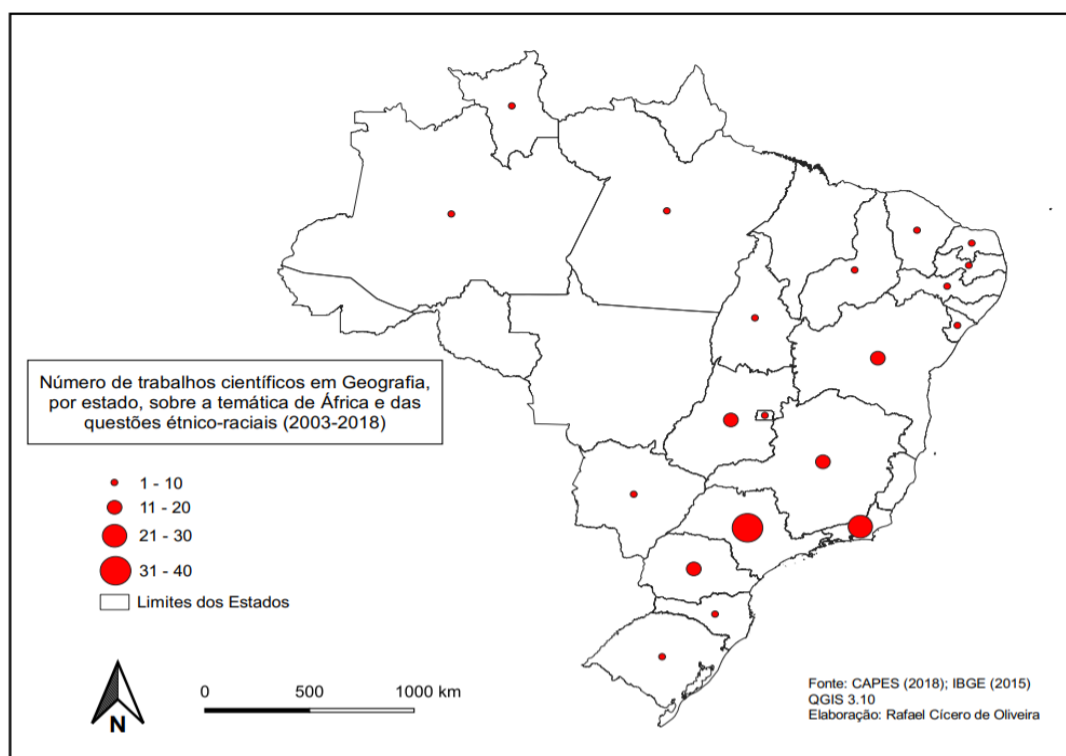 Número de trabalhos científicos em Geografia,
por estado, sobre a temática de África e das
questões étnico-raciais (2003-2018)
1 - 10
11 - 20
21 - 30
31 - 40
Limites dos Estados
N
0 500 1000 km
Fonte: CAPES (2018); IBGE (2015)
QGIS 3.10
Elaboração: Rafael Cícero de Oliveira